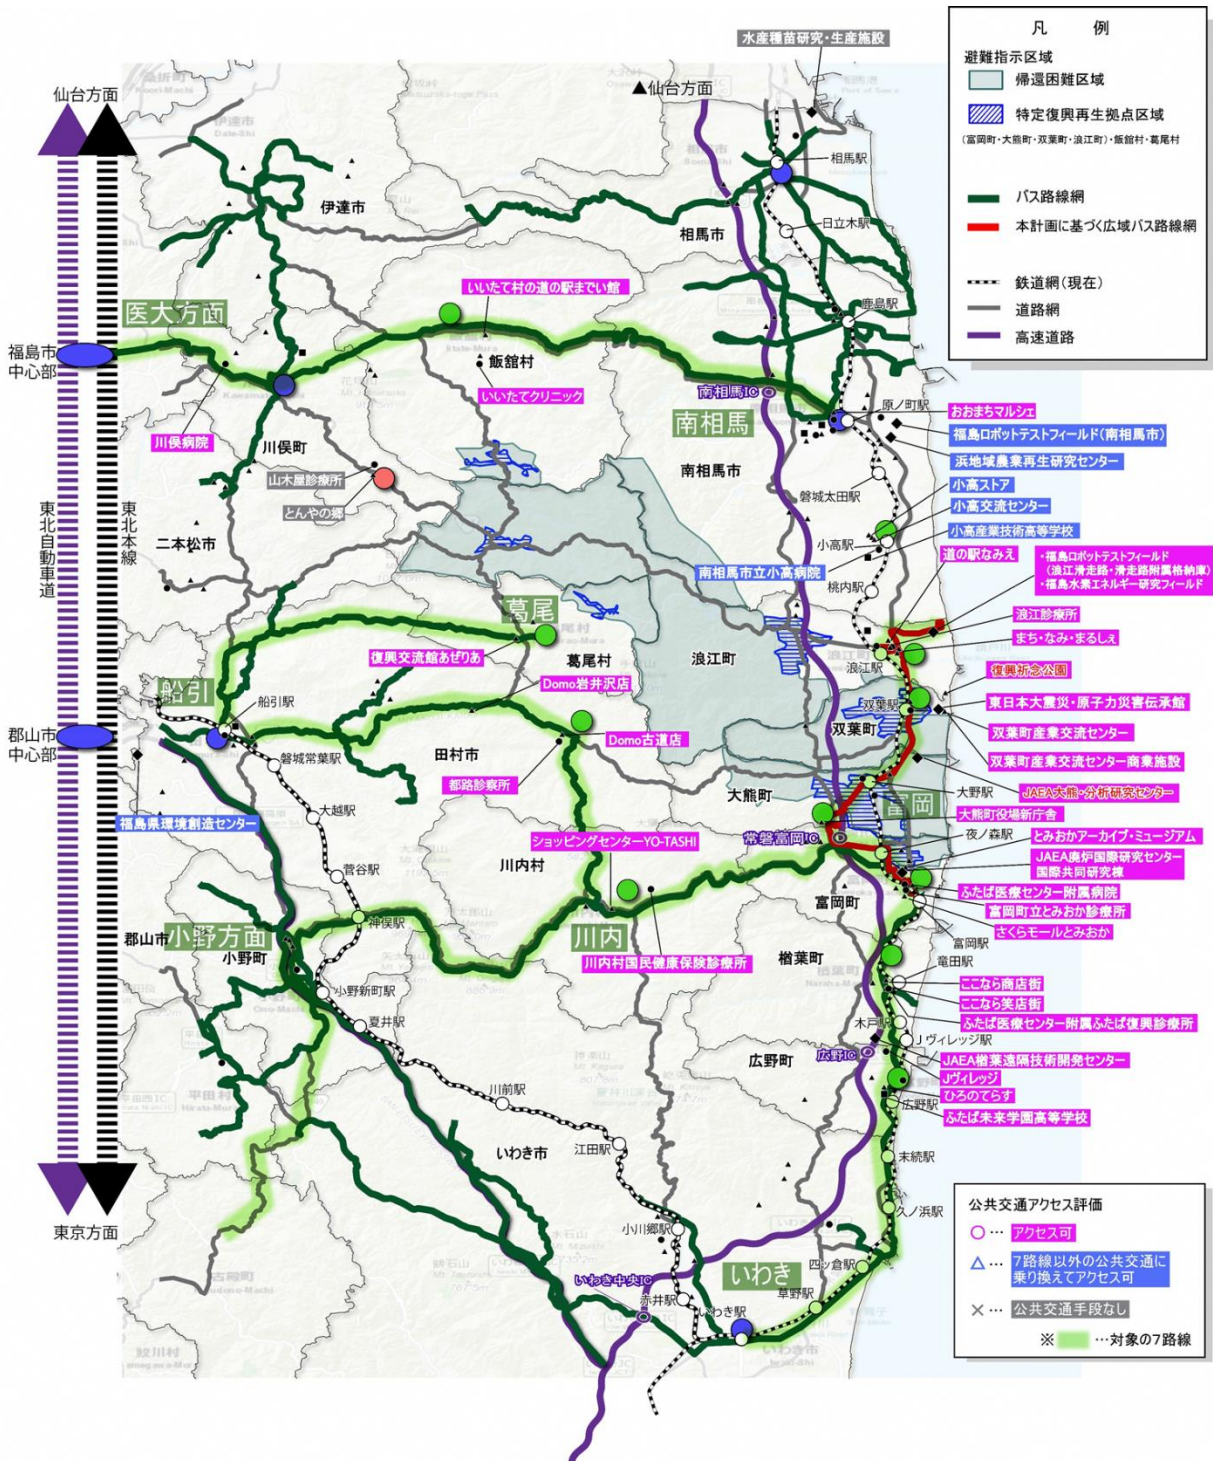 凡 例
避難指示区域
帰還困難区域
特定復興再生拠点区域
(富岡町・大熊町・双葉町・浪江町)・飯舘村・葛尾村
バス路線網
本計画に基づく広域バス路線網
鉄道網(現在)
道路網
高速道路
水産種苗研究・生産施設
仙台方面
▲仙台方面
相馬駅
伊達市
相馬市
日立木駅
いいたて村の道の駅までい館
医大方面
鹿島駅
福島市
中心部
飯舘村
いいたてクリニック
南相馬IC
原ノ町駅
おおまちマルシェ
川俣病院
川俣町
南相馬
福島ロボットテストフィールド(南相馬市)
浜地域農業再生研究センター
南相馬市
山木屋診療所
磐城太田駅
小高ストア
とんやの郷
小高交流センター
東北自動車道
東北本線
二本松市
小高産業技術高等学校
小高駅
道の駅なみえ
南相馬市立小高病院
・福島ロボットテストフィールド
(浪江滑走路・滑走路附属格納庫)
・福島水素エネルギー研究フィールド
桃内駅
葛尾
浪江診療所
まち・なみ・まるしぇ
復興交流館あぜりあ
葛尾村
浪江町
浪江駅
復興祈念公園
船引
Domo岩井沢店
船引駅
双葉駅
東日本大震災・原子力災害伝承館
双葉町
双葉町産業交流センター
郡山市
中心部
Domo古道店
田村市
双葉町産業交流センター商業施設
磐城常葉駅
都路診察所
大熊町
大野駅
JAEA大熊・分析研究センター
大越駅
富岡
大熊町役場新庁舎
福島県環境創造センター
常磐富岡IC
夜ノ森駅
とみおかアーカイブ・ミュージアム
ショッピングセンターYO-TASHI
JAEA廃炉国際研究センター
国際共同研究棟
川内村
菅谷駅
ふたば医療センター附属病院
富岡町
富岡町立とみおか診療所
神俣駅
さくらモールとみおか
郡山市
小野方面
川内
富岡駅
小野町
川内村国民健康保険診療所
楢葉町
竜田駅
ここなら商店街
小野新町駅
ここなら笑店街
夏井駅
木戸駅
ふたば医療センター附属ふたば復興診療所
Jヴィレッジ駅
広野町
広野IC
JAEA楢葉遠隔技術開発センター
Jヴィレッジ
川前駅
ひろのてらす
広野駅
ふたば未来学園高等学校
いわき市
江田駅
末続駅
久ノ浜駅
東京方面
小川郷駅
四ッ倉駅
いわき中央IC
いわき
赤井駅
草野駅
いわき駅
公共交通アクセス評価
○… アクセス可
△… 7路線以外の公共交通に
乗り換えてアクセス可
×… 公共交通手段なし
※ …対象の7路線